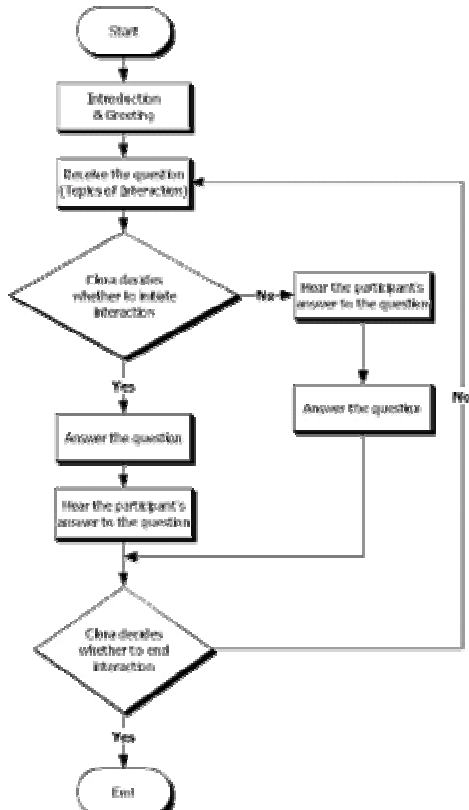 Start
Introduction
& Greeting
Receive the question
(Topics of Interaction)
Clora decides
whether to initiate
interaction
No
Hear the participant's
answer to the question
Yes
Answer the question
Answer the question
Hear the participant's
answer to the question
No
Clora decides
whether to end
interaction
Yes
End